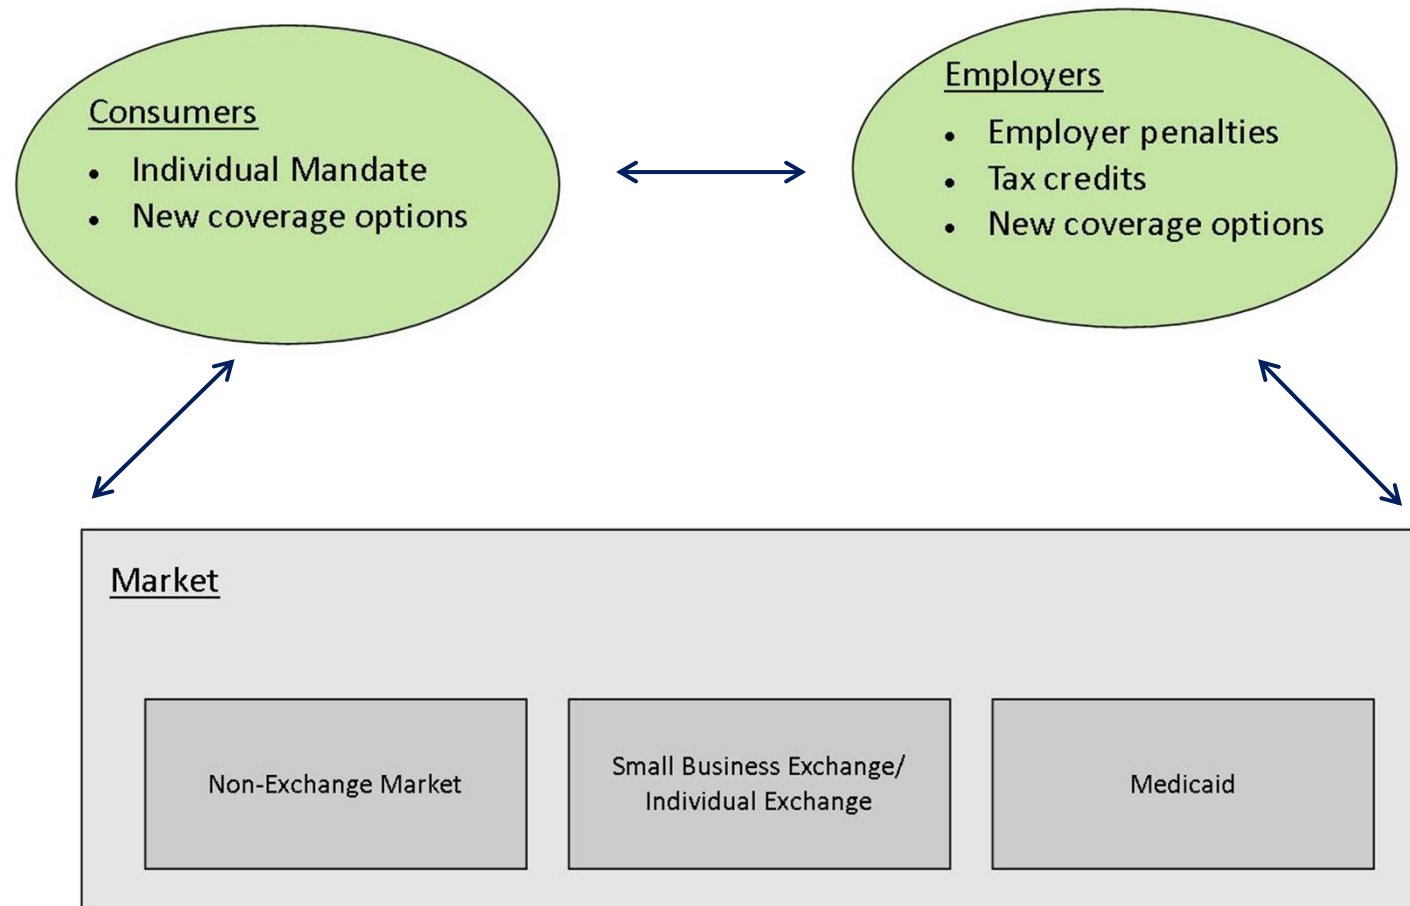 Consumers
• Individual Mandate
• New coverage options
Employers
• Employer penalties
• Tax credits
• New coverage options
Market
Non-Exchange Market
Small Business Exchange/
Individual Exchange
Medicaid